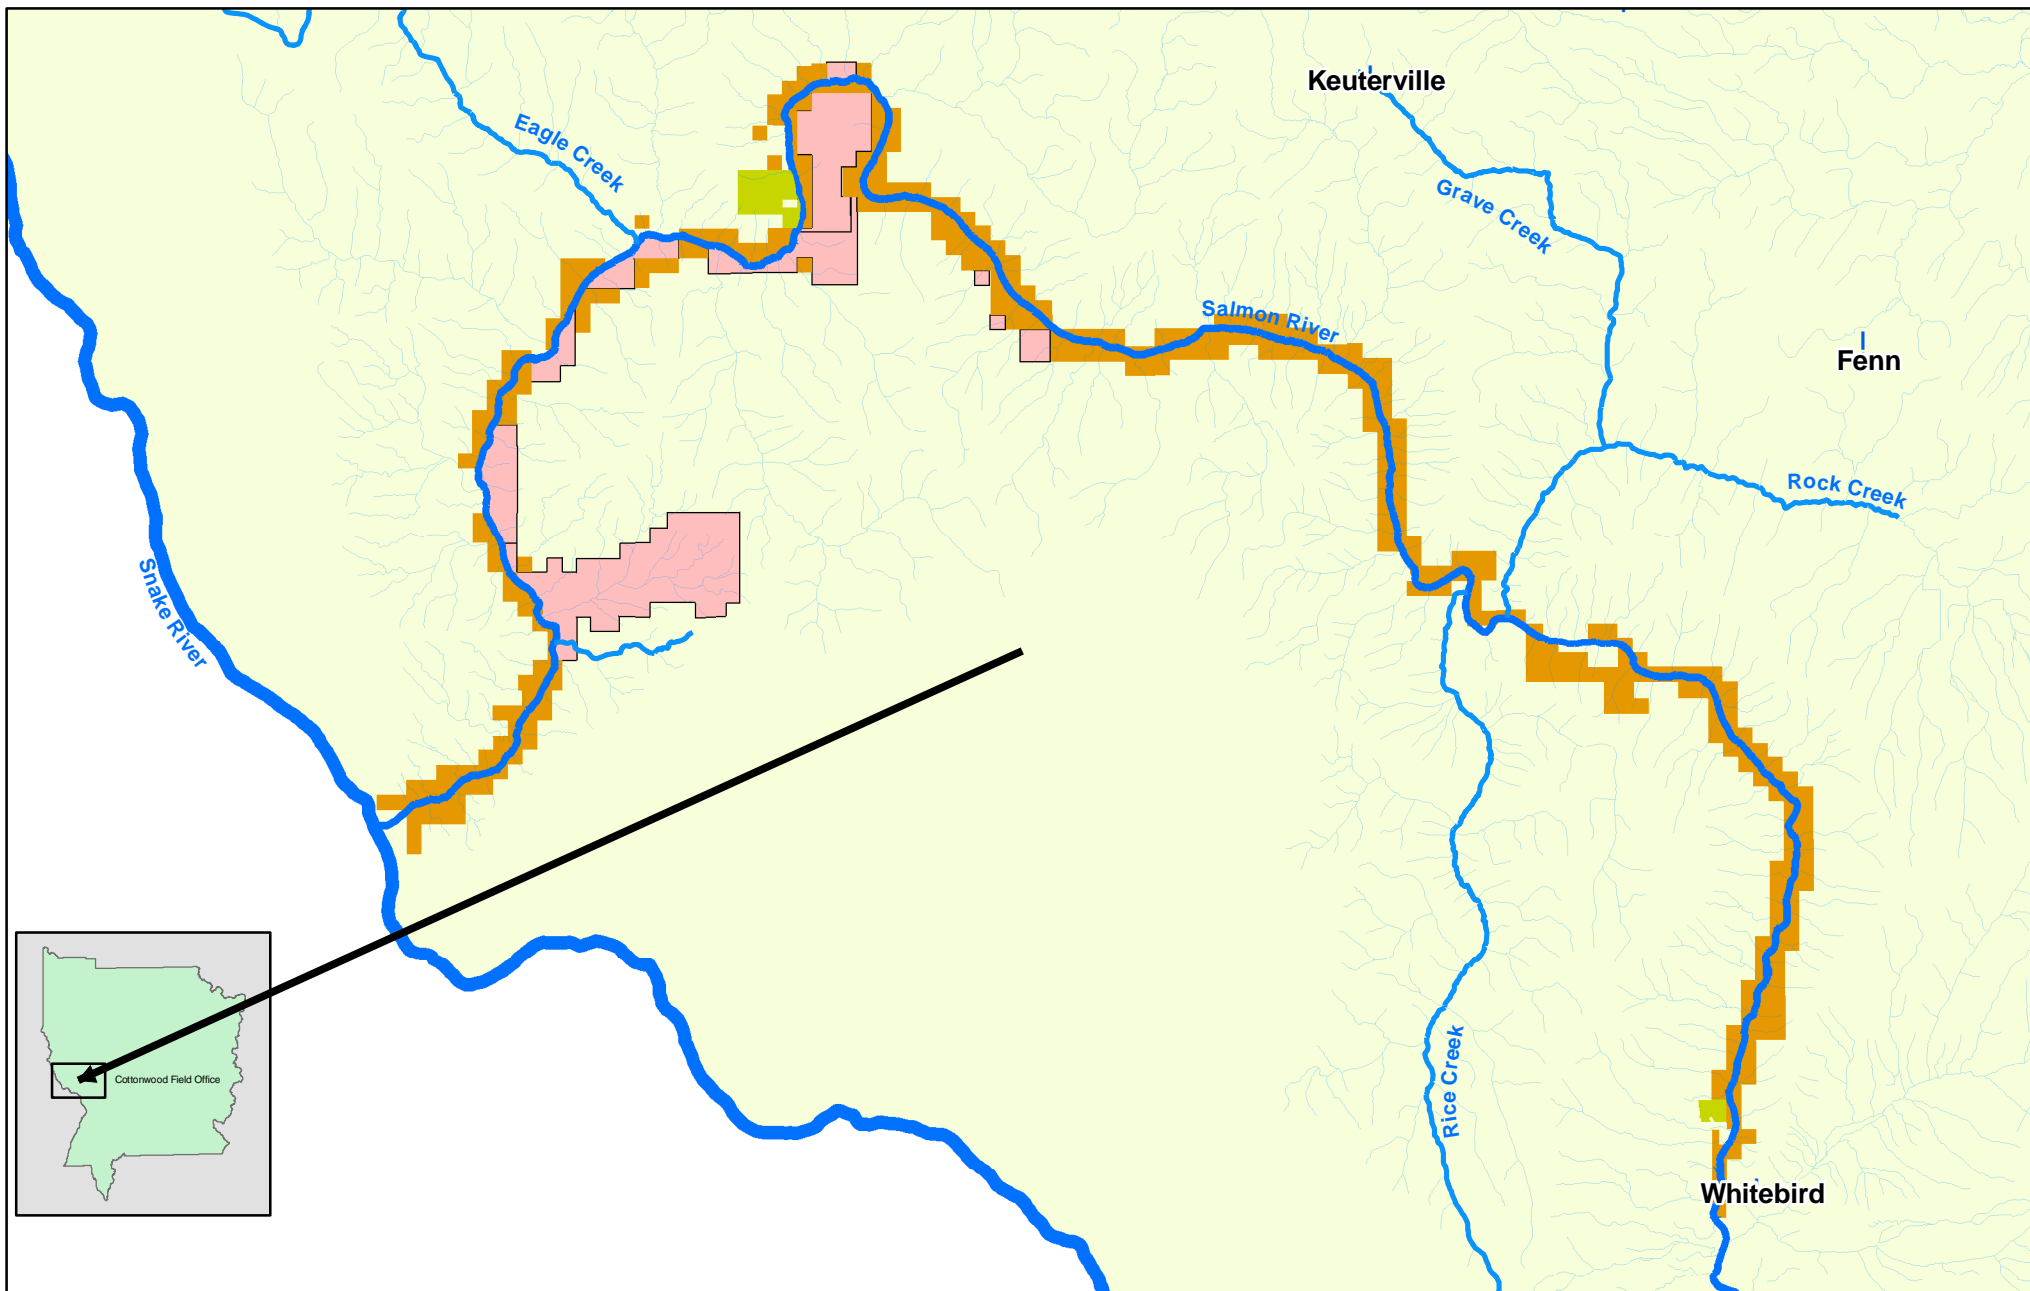 Keuterville
Eagle Creek
Grave Creek
Salmon River
Fenn
Rock Creek
Snake River
Rice Creek
Cottonwood Field Office
Whitebird